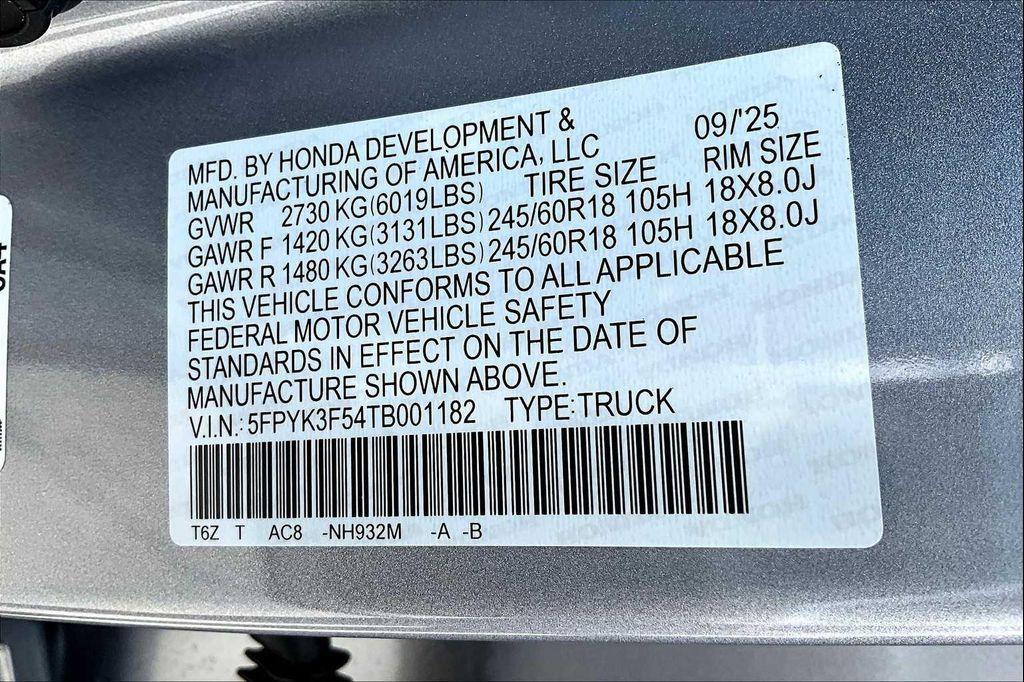 MFD. BY HONDA DEVELOPMENT &
MANUFACTURING OF AMERICA, LLC 09/'25
GVWR 2730 KG(6019LBS) TIRE SIZE RIM SIZE
GAWR F 1420 KG(3131LBS) 245/60R18 105H 18X8.0J
GAWR R 1480 KG(3263LBS) 245/60R18 105H 18X8.0J
THIS VEHICLE CONFORMS TO ALL APPLICABLE
FEDERAL MOTOR VEHICLE SAFETY
STANDARDS IN EFFECT ON THE DATE OF
MANUFACTURE SHOWN ABOVE.
V.I.N.: 5FPYK3F54TB001182 TYPE:TRUCK
T6Z T AC8 -NH932M -A -B